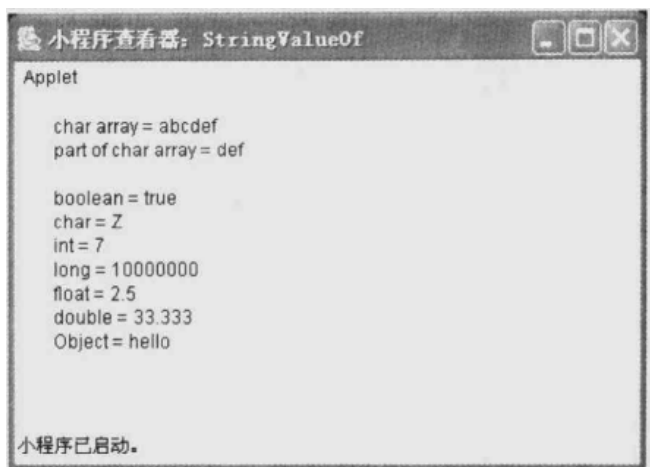 小程序查看器: StringValueOf
Applet
char array = abcdef
part of char array = def
boolean = true
char = Z
int = 7
long = 10000000
float = 2.5
double = 33.333
Object = hello
小程序已启动。